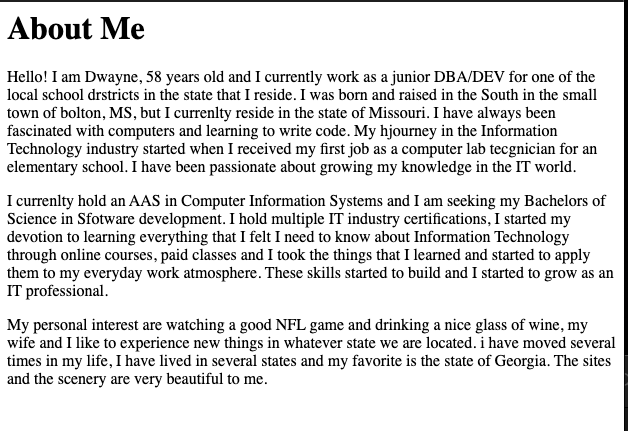 About Me
Hello! I am Dwayne, 58 years old and I currently work as a junior DBA/DEV for one of the
local school drstricts in the state that I reside. I was born and raised in the South in the small
town of bolton, MS, but I currenlty reside in the state of Missouri. I have always been
fascinated with computers and learning to write code. My hjourney in the Information
Technology industry started when I received my first job as a computer lab tecgnician for an
elementary school. I have been passionate about growing my knowledge in the IT world.
I currenlty hold an AAS in Computer Information Systems and I am seeking my Bachelors of
Science in Sfotware development. I hold multiple IT industry certifications, I started my
devotion to learning everything that I felt I need to know about Information Technology
through online courses, paid classes and I took the things that I learned and started to apply
them to my everyday work atmosphere. These skills started to build and I started to grow as an
IT professional.
My personal interest are watching a good NFL game and drinking a nice glass of wine, my
wife and I like to experience new things in whatever state we are located. i have moved several
times in my life, I have lived in several states and my favorite is the state of Georgia. The sites
and the scenery are very beautiful to me.